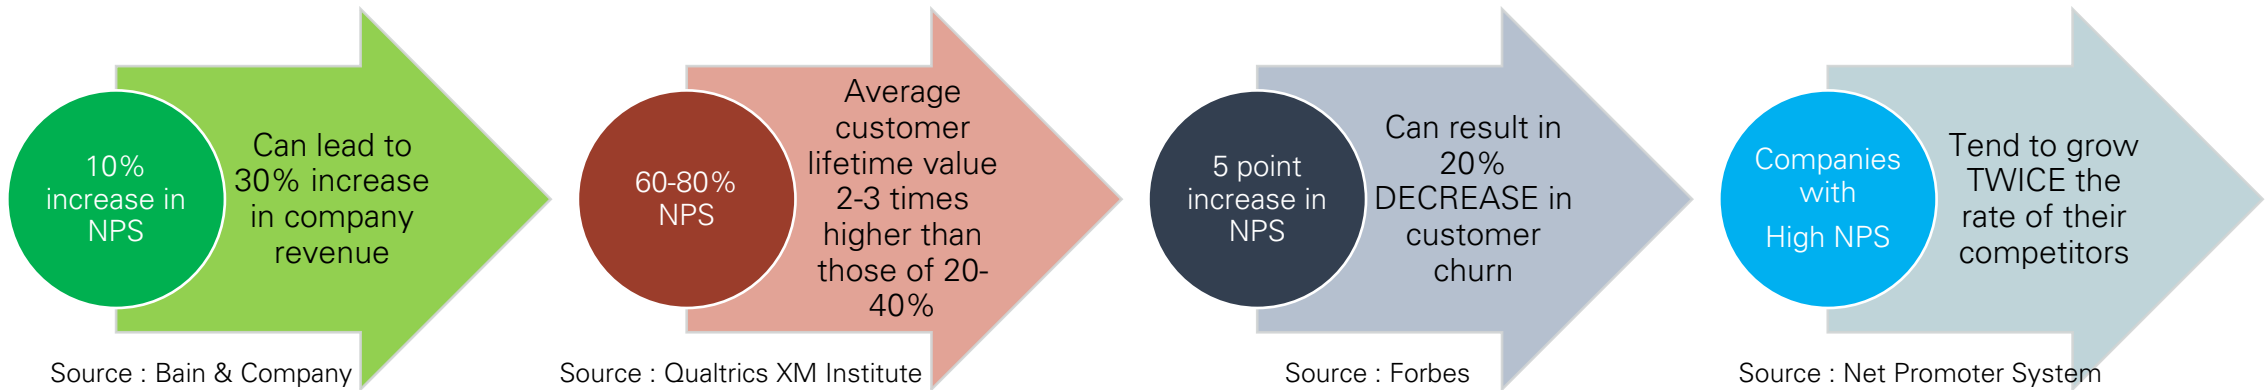 10%
increase in
NPS
Can lead to
30% increase
in company
revenue
Source : Bain & Company
60-80%
NPS
Average
customer
lifetime value
2-3 times
higher than
those of 20-
40%
Source : Qualtrics XM Institute
5 point
increase in
NPS
Can result in
20%
DECREASE in
customer
churn
Source : Forbes
Companies
with
High NPS
Tend to grow
TWICE the
rate of their
competitors
Source : Net Promoter System